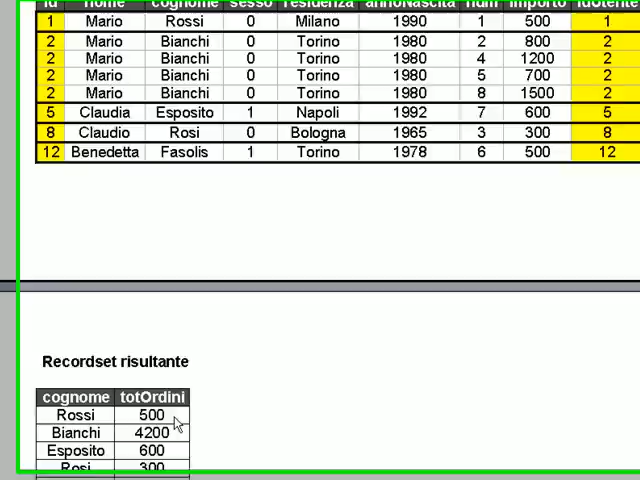 id nome cognome sesso residenza annoNascita num importo idUtente
1 Mario Rossi 0 Milano 1990 1 500 1
2 Mario Bianchi 0 Torino 1980 2 800 2
2 Mario Bianchi 0 Torino 1980 4 1200 2
2 Mario Bianchi 0 Torino 1980 5 700 2
2 Mario Bianchi 0 Torino 1980 8 1500 2
5 Claudia Esposito 1 Napoli 1992 7 600 5
8 Claudio Rosi 0 Bologna 1965 3 300 8
12 Benedetta Fasolis 1 Torino 1978 6 500 12
Recordset risultante
cognome totOrdini
Rossi 500
Bianchi 4200
Esposito 600
Rosi 300